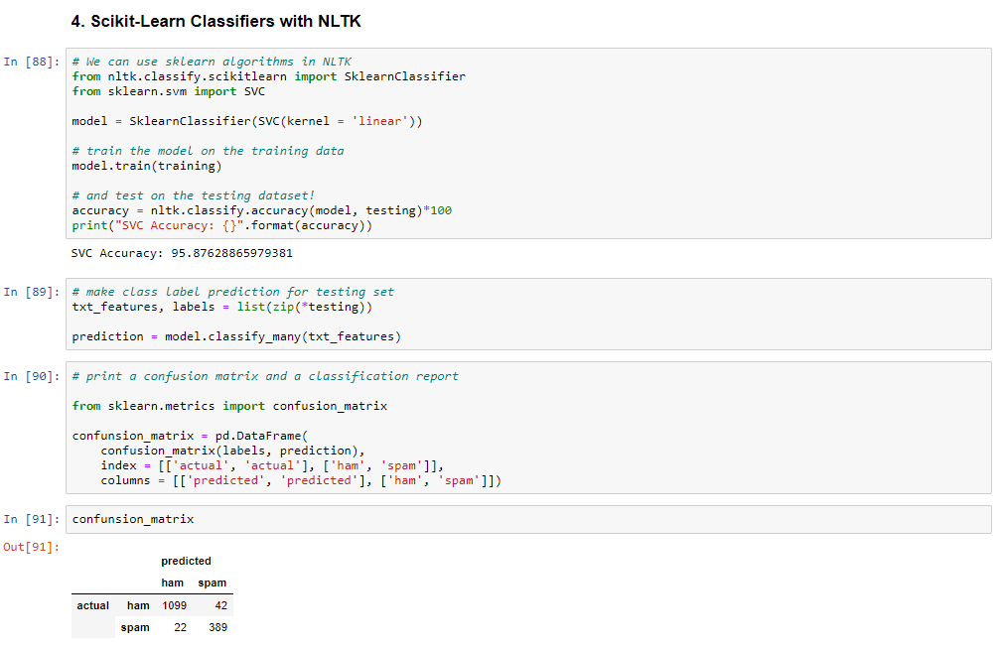 4. Scikit-Learn Classifiers with NLTK
In [88]:
# We can use sklearn algorithms in NLTK
from nltk.classify.scikitlearn import SklearnClassifier
from sklearn.svm import SVC
model = SklearnClassifier(SVC(kernel = 'linear'))
# train the model on the training data
model.train(training)
# and test on the testing dataset!
accuracy = nltk.classify.accuracy(model, testing)*100
print("SVC Accuracy: {}".format(accuracy))
SVC Accuracy: 95.87628865979381
In [89]:
# make class label prediction for testing set
txt_features, labels = list(zip(*testing))
prediction = model.classify_many(txt_features)
In [90]:
# print a confusion matrix and a classification report
from sklearn.metrics import confusion_matrix
confunsion_matrix = pd.DataFrame(
    confusion_matrix(labels, prediction),
    index = [['actual', 'actual'], ['ham', 'spam']],
    columns = [['predicted', 'predicted'], ['ham', 'spam']])
In [91]:
confunsion_matrix
Out[91]:
predicted
ham spam
actual ham 1099 42
spam 22 389